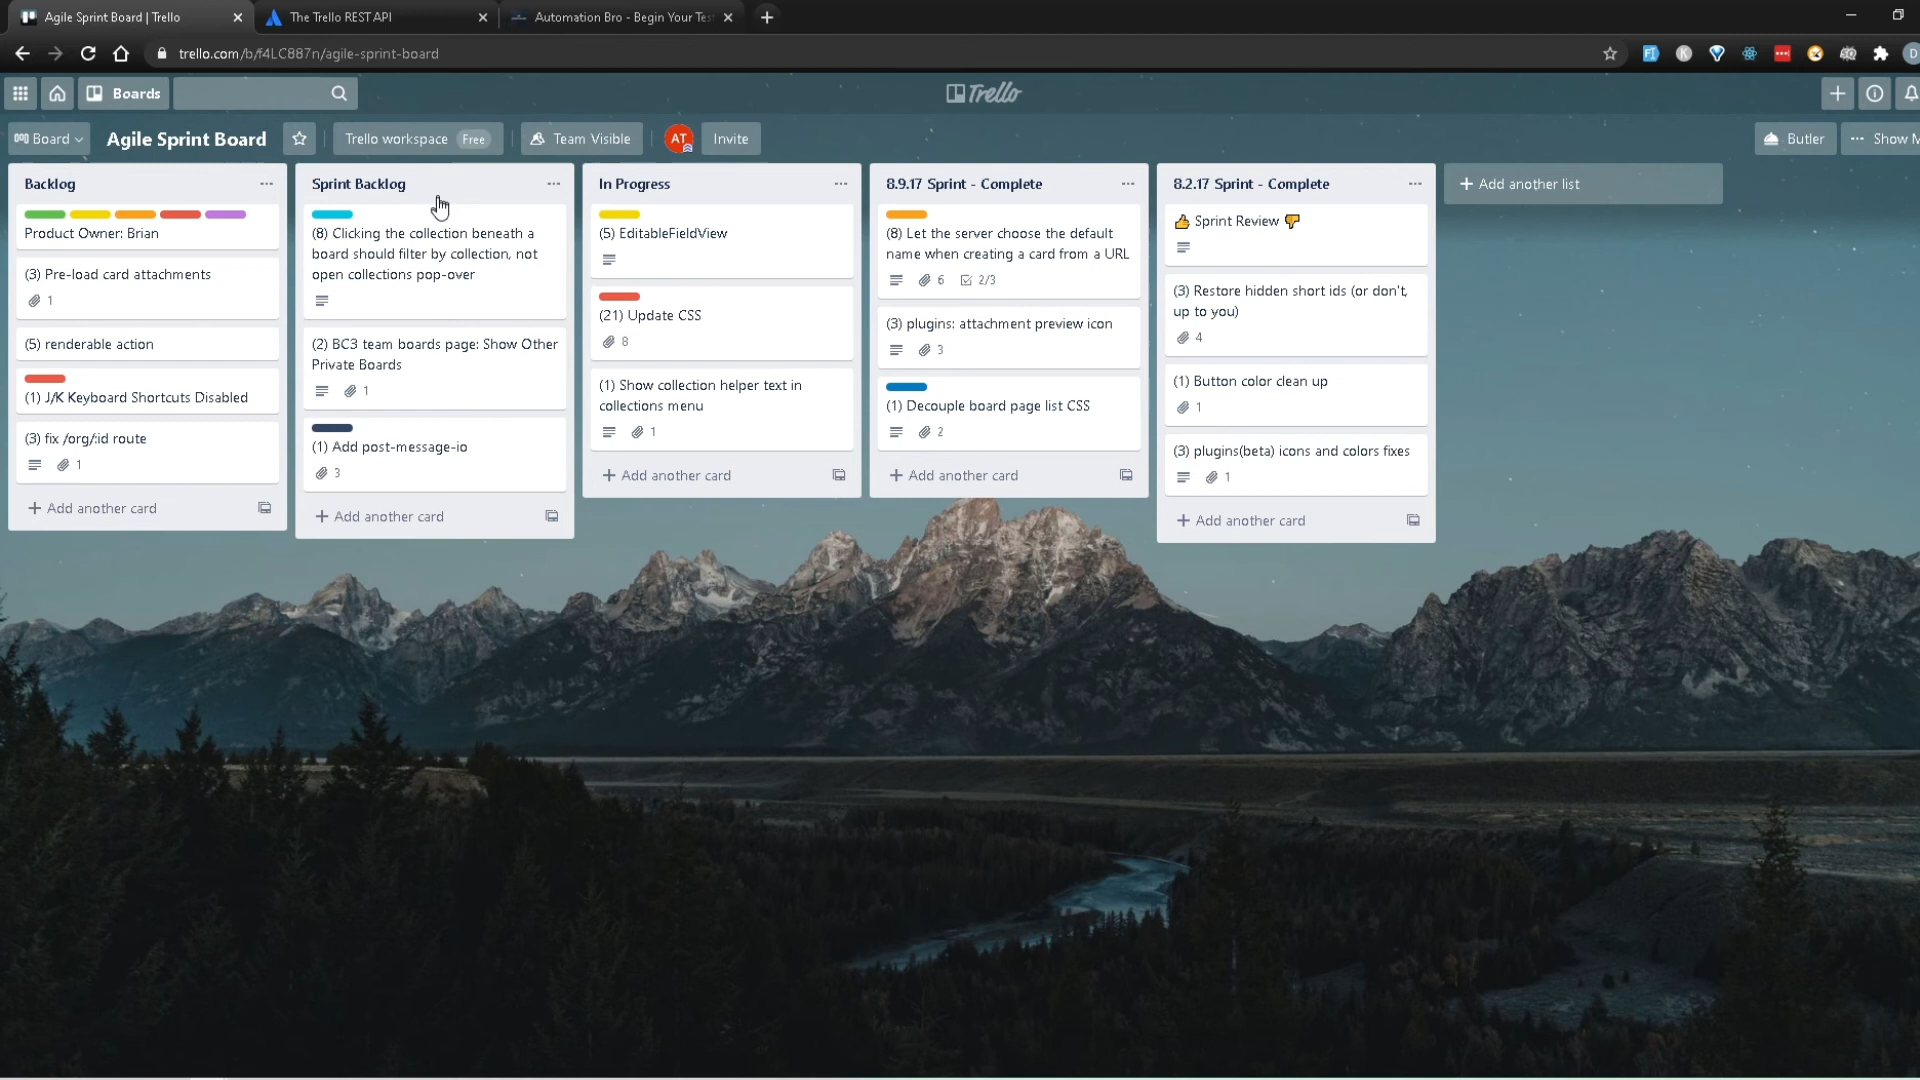 Agile Sprint Board | Trello
The Trello REST API
Automation Bro - Begin Your Tes
trello.com/b/f4LC887n/agile-sprint-board
Boards
Trello
Board
Agile Sprint Board
Trello workspace Free
Team Visible
AT
Invite
Butler
Show M
Backlog
Product Owner: Brian
(3) Pre-load card attachments
1
(5) renderable action
(1) J/K Keyboard Shortcuts Disabled
(3) fix /org/:id route
1
+ Add another card
Sprint Backlog
(8) Clicking the collection beneath a
board should filter by collection, not
open collections pop-over
(2) BC3 team boards page: Show Other
Private Boards
1
(1) Add post-message-io
3
+ Add another card
In Progress
(5) EditableFieldView
(21) Update CSS
8
(1) Show collection helper text in
collections menu
1
+ Add another card
8.9.17 Sprint - Complete
(8) Let the server choose the default
name when creating a card from a URL
6 2/3
(3) plugins: attachment preview icon
3
(1) Decouple board page list CSS
2
+ Add another card
8.2.17 Sprint - Complete
👍 Sprint Review 👎
(3) Restore hidden short ids (or don't,
up to you)
4
(1) Button color clean up
1
(3) plugins(beta) icons and colors fixes
1
+ Add another card
+ Add another list